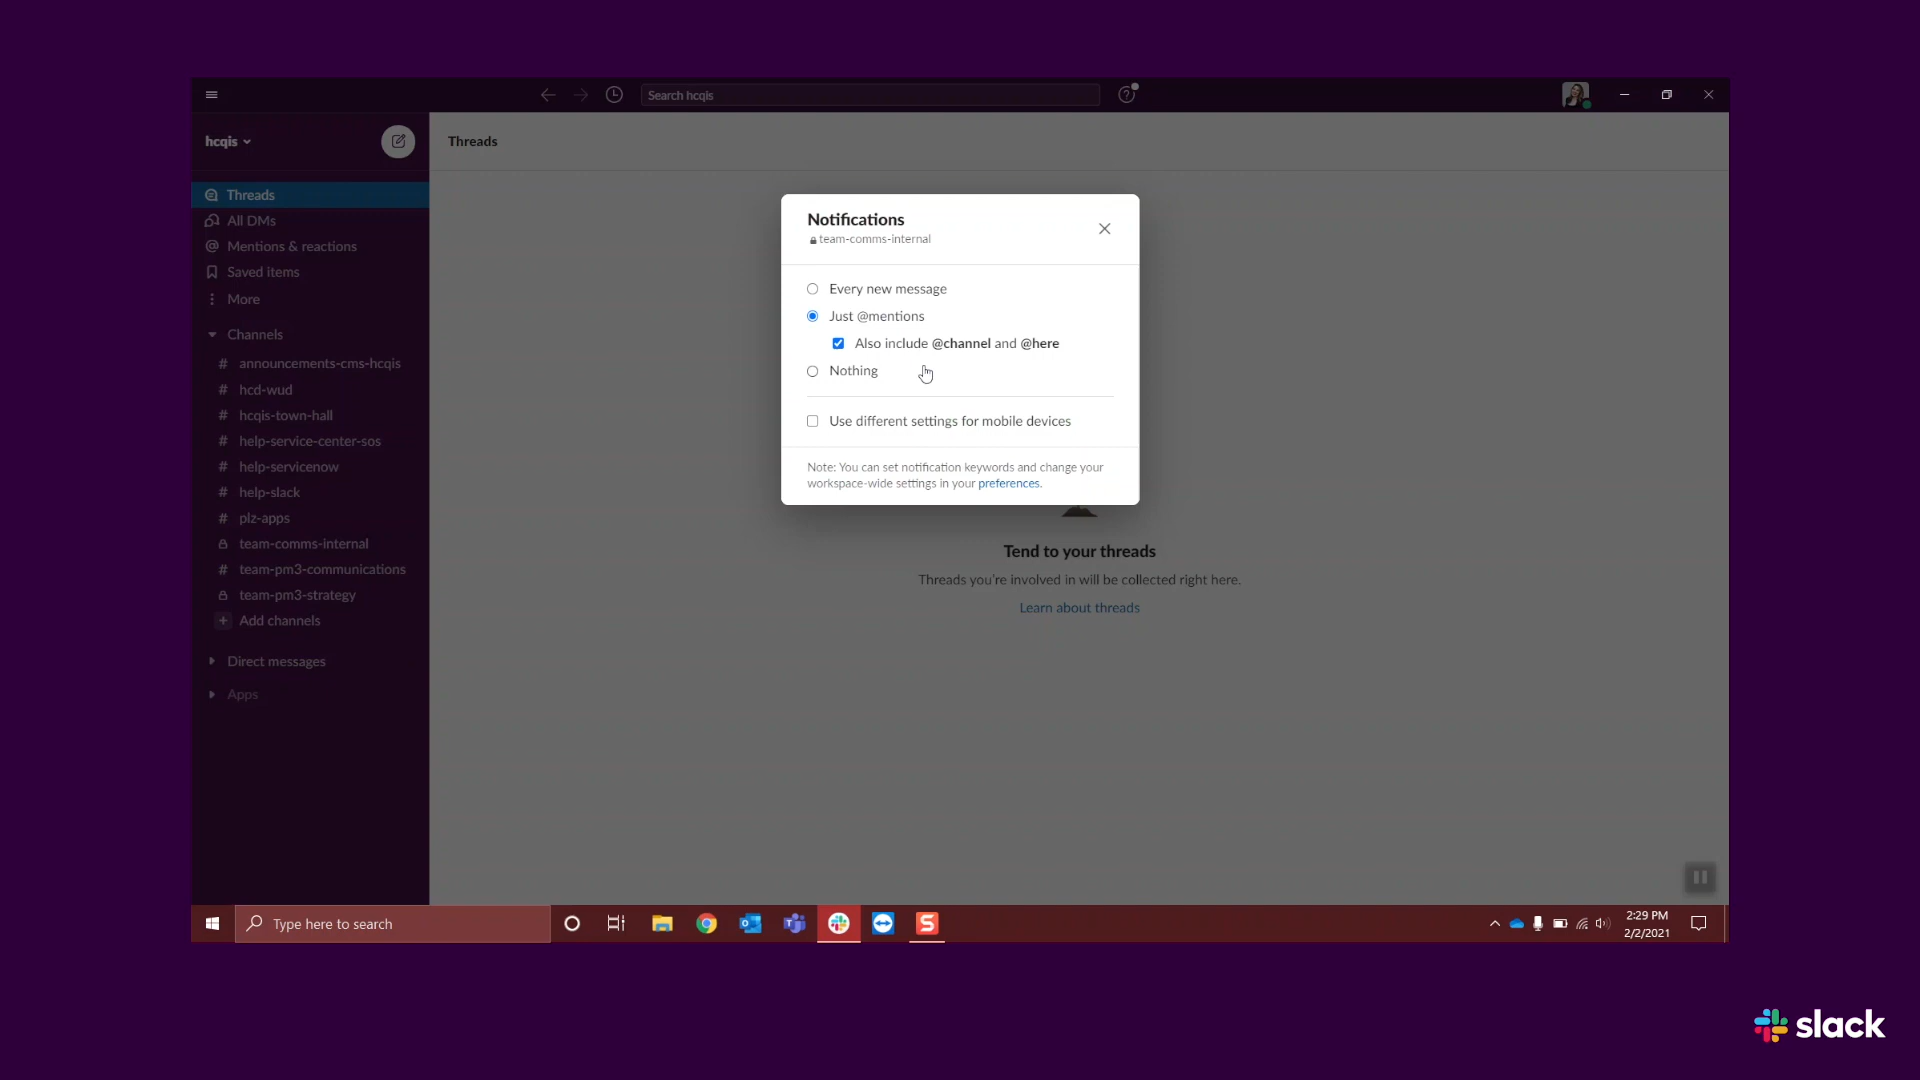 Search hcqis
hcqis
Threads
Threads
All DMs
@ Mentions & reactions
Saved items
More
Channels
# announcements-cms-hcqis
# hcd-wud
# hcqis-town-hall
# help-service-center-sos
# help-servicenow
# help-slack
# plz-apps
team-comms-internal
# team-pm3-communications
team-pm3-strategy
+ Add channels
Direct messages
Apps
Notifications
team-comms-internal
Every new message
Just @mentions
Also include @channel and @here
Nothing
Use different settings for mobile devices
Note: You can set notification keywords and change your
workspace-wide settings in your preferences.
Tend to your threads
Threads you're involved in will be collected right here.
Learn about threads
Type here to search
2:29 PM
2/2/2021
slack